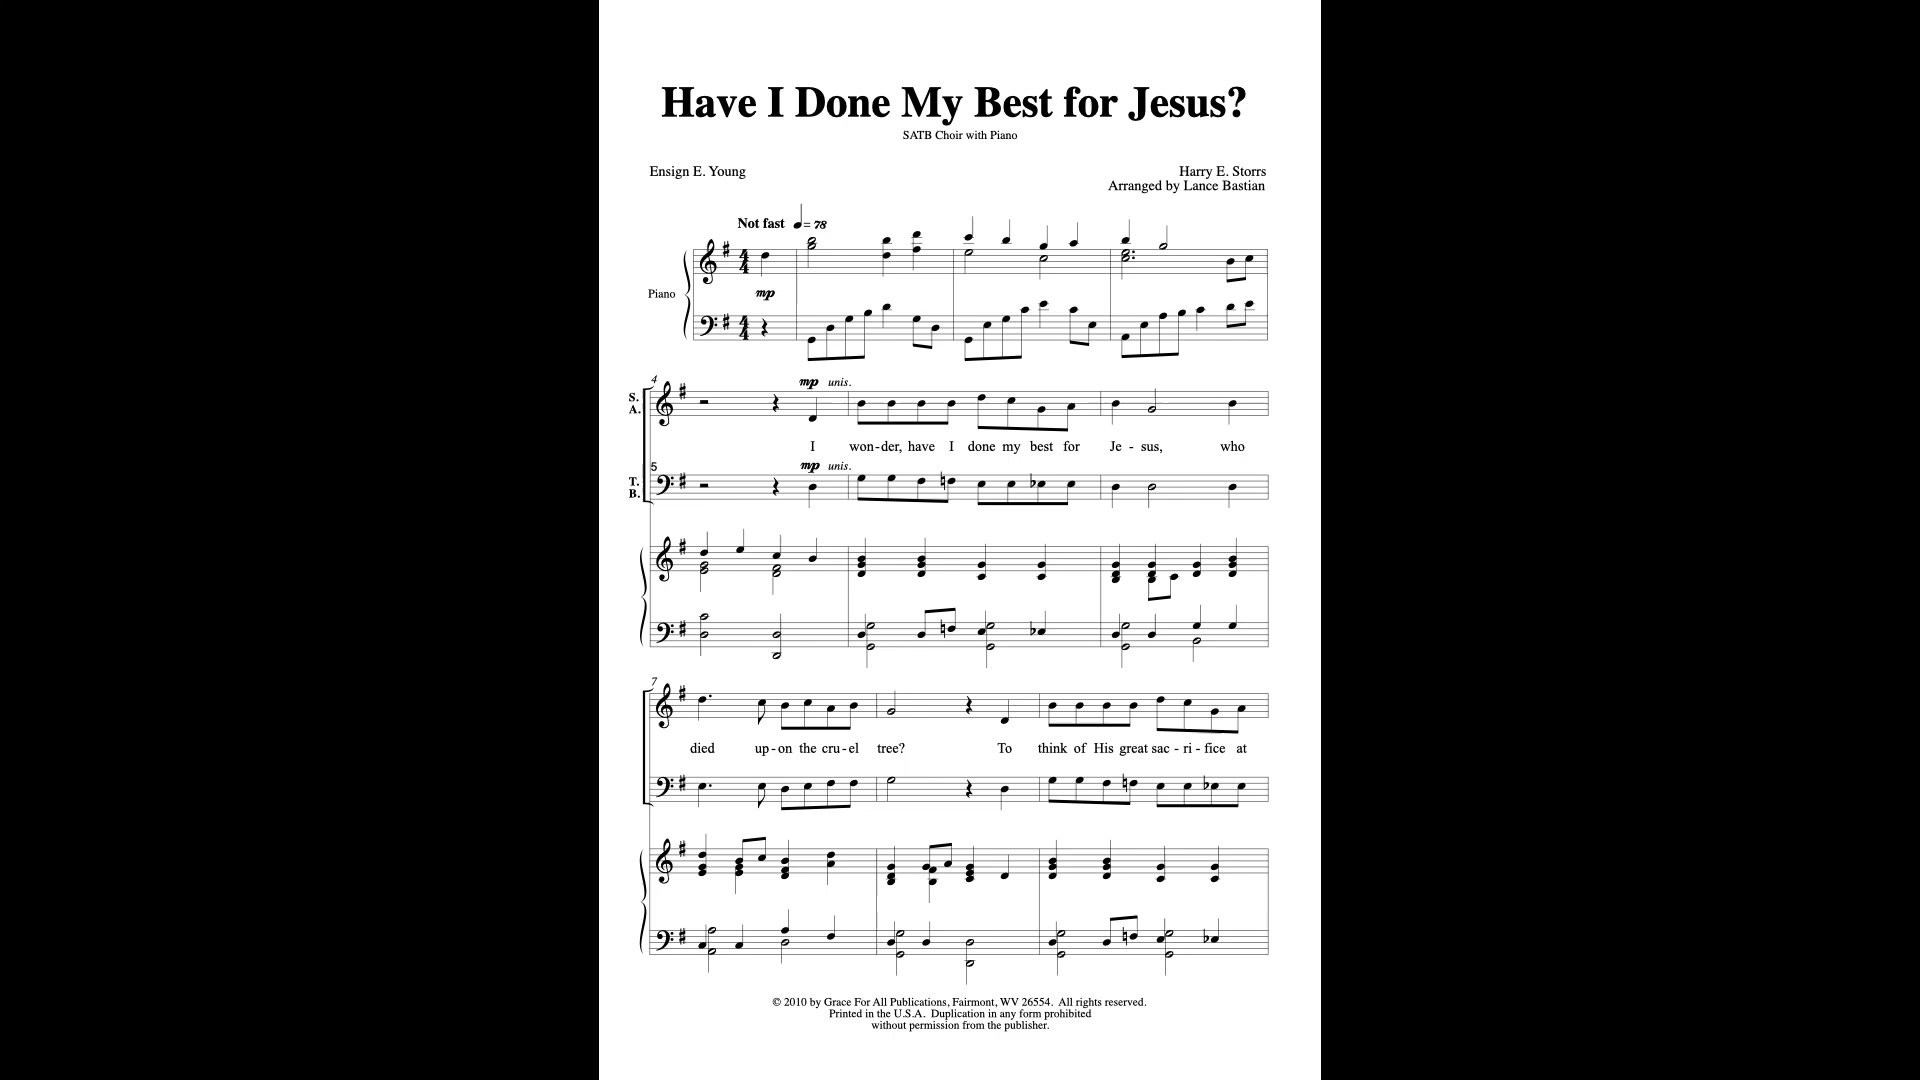 Have I Done My Best for Jesus?
SATB Choir with Piano
Ensign E. Young
Harry E. Storrs
Arranged by Lance Bastian
Not fast ♩= 78
Piano
mp
4
mp unis.
S.
A.
I won-der, have I done my best for Je - sus, who
5
mp unis.
T.
B.
7
died up-on the cru-el tree? To think of His great sac - ri - fice at
© 2010 by Grace For All Publications, Fairmont, WV 26554. All rights reserved.
Printed in the U.S.A. Duplication in any form prohibited
without permission from the publisher.